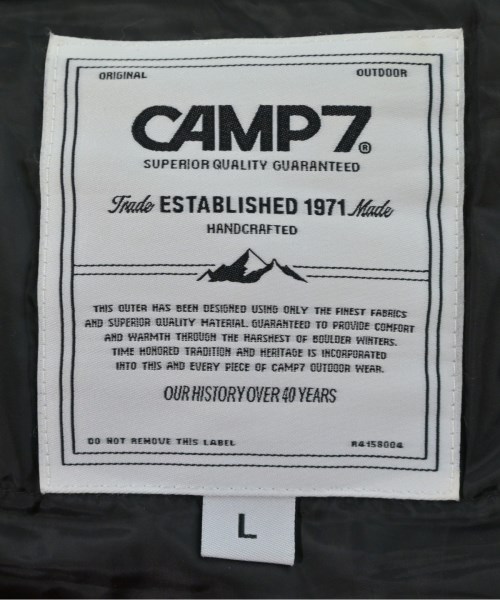 ORIGINAL OUTDOOR
CAMP7®
SUPERIOR QUALITY GUARANTEED
Trade ESTABLISHED 1971 Made
HANDCRAFTED
THIS OUTER HAS BEEN DESIGNED USING ONLY THE FINEST FABRICS
AND SUPERIOR QUALITY MATERIAL GUARANTEED TO PROVIDE COMFORT
AND WARMTH THROUGH THE HARSHEST OF BOULDER WINTERS.
TIME HONORED TRADITION AND HERITAGE IS INCORPORATED
INTO THIS AND EVERY PIECE OF CAMP7 OUTDOOR WEAR.
OUR HISTORY OVER 40 YEARS
DO NOT REMOVE THIS LABEL R4158004
L